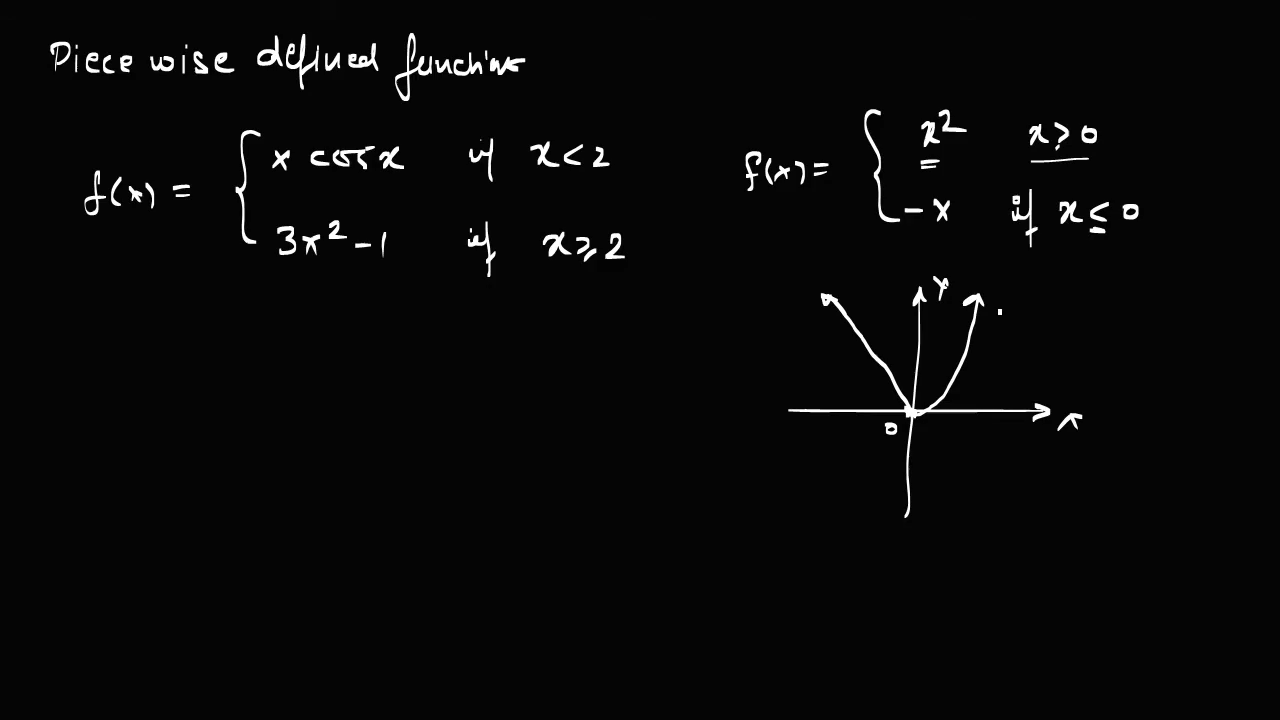 Piece wise defined function
f(x) = { x cos x if x < 2
3x² - 1 if x ⩾ 2
f(x) = { x² x > 0
- x if x ≤ 0
Y
0
X